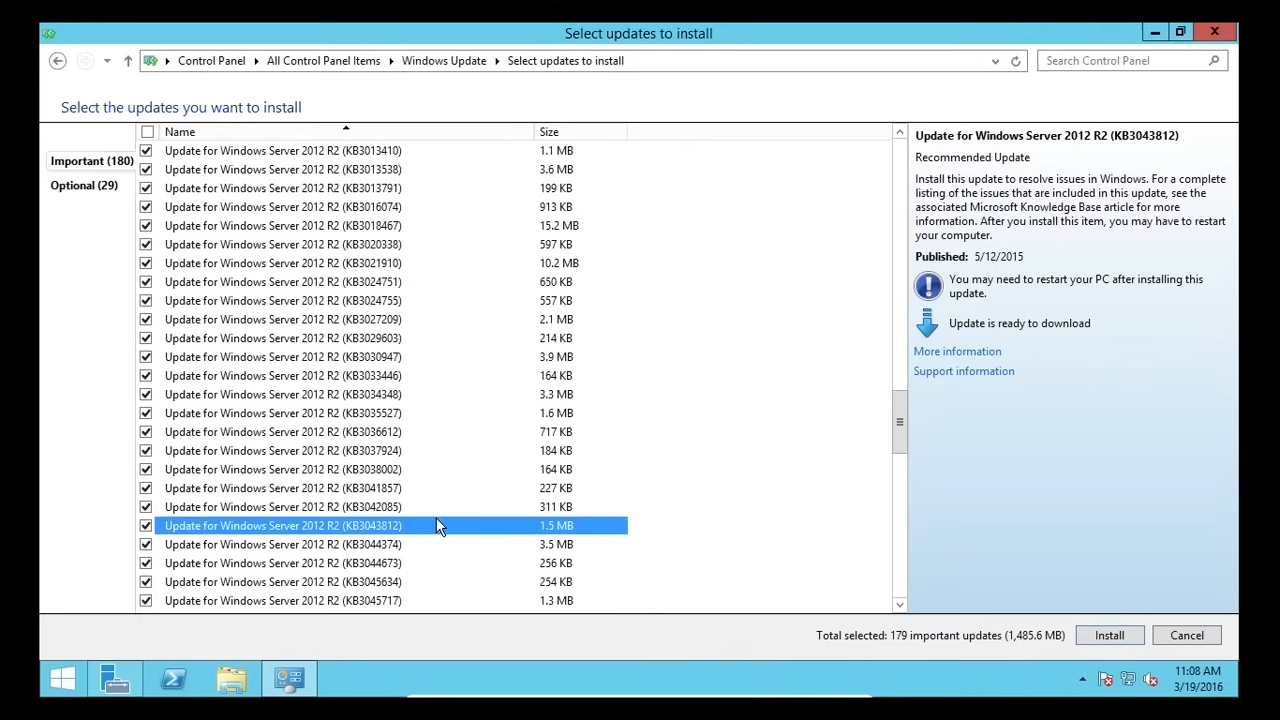 Select updates to install
Control Panel All Control Panel Items Windows Update Select updates to install
Search Control Panel
Select the updates you want to install
Important (180)
Optional (29)
Name Size
Update for Windows Server 2012 R2 (KB3013410) 1.1 MB
Update for Windows Server 2012 R2 (KB3013538) 3.6 MB
Update for Windows Server 2012 R2 (KB3013791) 199 KB
Update for Windows Server 2012 R2 (KB3016074) 913 KB
Update for Windows Server 2012 R2 (KB3018467) 15.2 MB
Update for Windows Server 2012 R2 (KB3020338) 597 KB
Update for Windows Server 2012 R2 (KB3021910) 10.2 MB
Update for Windows Server 2012 R2 (KB3024751) 650 KB
Update for Windows Server 2012 R2 (KB3024755) 557 KB
Update for Windows Server 2012 R2 (KB3027209) 2.1 MB
Update for Windows Server 2012 R2 (KB3029603) 214 KB
Update for Windows Server 2012 R2 (KB3030947) 3.9 MB
Update for Windows Server 2012 R2 (KB3033446) 164 KB
Update for Windows Server 2012 R2 (KB3034348) 3.3 MB
Update for Windows Server 2012 R2 (KB3035527) 1.6 MB
Update for Windows Server 2012 R2 (KB3036612) 717 KB
Update for Windows Server 2012 R2 (KB3037924) 184 KB
Update for Windows Server 2012 R2 (KB3038002) 164 KB
Update for Windows Server 2012 R2 (KB3041857) 227 KB
Update for Windows Server 2012 R2 (KB3042085) 311 KB
Update for Windows Server 2012 R2 (KB3043812) 1.5 MB
Update for Windows Server 2012 R2 (KB3044374) 3.5 MB
Update for Windows Server 2012 R2 (KB3044673) 256 KB
Update for Windows Server 2012 R2 (KB3045634) 254 KB
Update for Windows Server 2012 R2 (KB3045717) 1.3 MB
Update for Windows Server 2012 R2 (KB3043812)
Recommended Update
Install this update to resolve issues in Windows. For a complete
listing of the issues that are included in this update, see the
associated Microsoft Knowledge Base article for more
information. After you install this item, you may have to restart
your computer.
Published: 5/12/2015
You may need to restart your PC after installing this
update.
Update is ready to download
More information
Support information
Total selected: 179 important updates (1,485.6 MB)
Install
Cancel
11:08 AM
3/19/2016